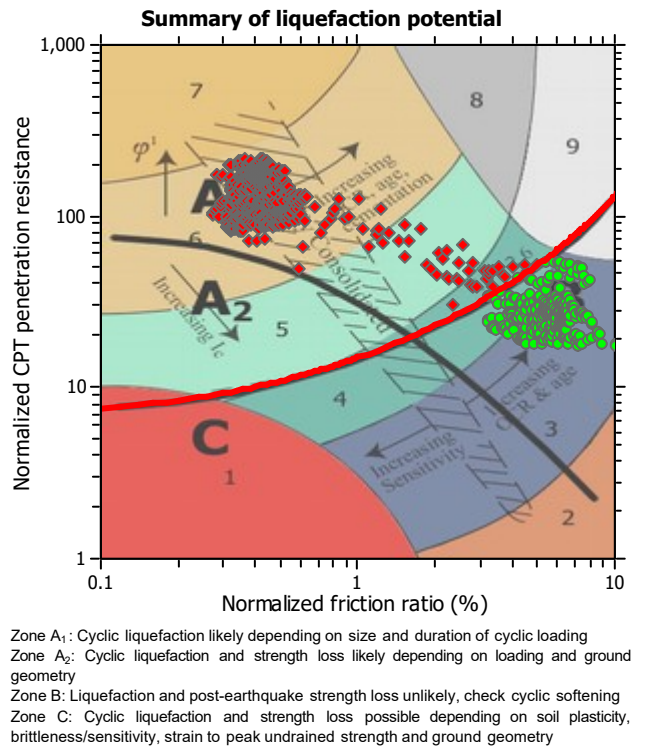 Summary of liquefaction potential
1,000
100
10
1
0.1
1
10
Normalized CPT penetration resistance
Normalized friction ratio (%)
7
8
9
φ'
A
Increasing
age,
Consolidated
6
A2
Increasing Ic
5
4
C
1
Increasing
Sensitivity
Increasing
OCR & age
3
2
Zone A1: Cyclic liquefaction likely depending on size and duration of cyclic loading
Zone A2: Cyclic liquefaction and strength loss likely depending on loading and ground
geometry
Zone B: Liquefaction and post-earthquake strength loss unlikely, check cyclic softening
Zone C: Cyclic liquefaction and strength loss possible depending on soil plasticity,
brittleness/sensitivity, strain to peak undrained strength and ground geometry